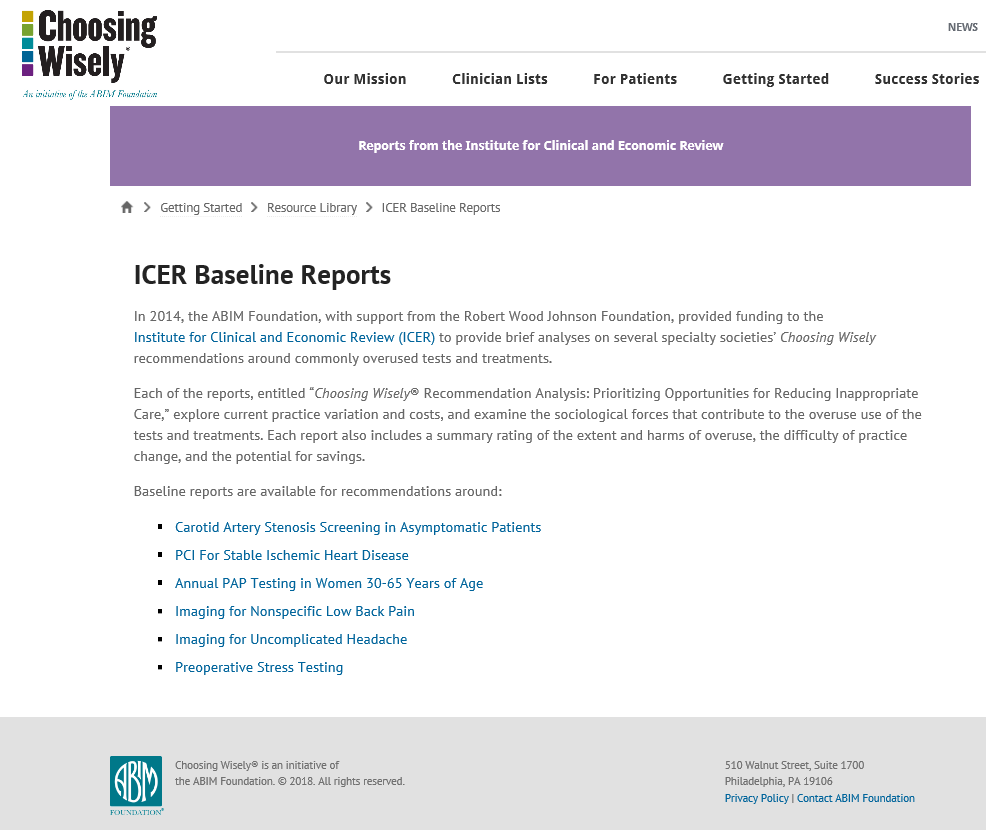 Choosing
Wisely®
An initiative of the ABIM Foundation
NEWS
Our Mission Clinician Lists For Patients Getting Started Success Stories
Reports from the Institute for Clinical and Economic Review
Getting Started Resource Library ICER Baseline Reports
ICER Baseline Reports
In 2014, the ABIM Foundation, with support from the Robert Wood Johnson Foundation, provided funding to the
Institute for Clinical and Economic Review (ICER) to provide brief analyses on several specialty societies’ Choosing Wisely
recommendations around commonly overused tests and treatments.
Each of the reports, entitled “Choosing Wisely® Recommendation Analysis: Prioritizing Opportunities for Reducing Inappropriate
Care,” explore current practice variation and costs, and examine the sociological forces that contribute to the overuse use of the
tests and treatments. Each report also includes a summary rating of the extent and harms of overuse, the difficulty of practice
change, and the potential for savings.
Baseline reports are available for recommendations around:
Carotid Artery Stenosis Screening in Asymptomatic Patients
PCI For Stable Ischemic Heart Disease
Annual PAP Testing in Women 30-65 Years of Age
Imaging for Nonspecific Low Back Pain
Imaging for Uncomplicated Headache
Preoperative Stress Testing
ABIM
FOUNDATION®
Choosing Wisely® is an initiative of
the ABIM Foundation. © 2018. All rights reserved.
510 Walnut Street, Suite 1700
Philadelphia, PA 19106
Privacy Policy | Contact ABIM Foundation